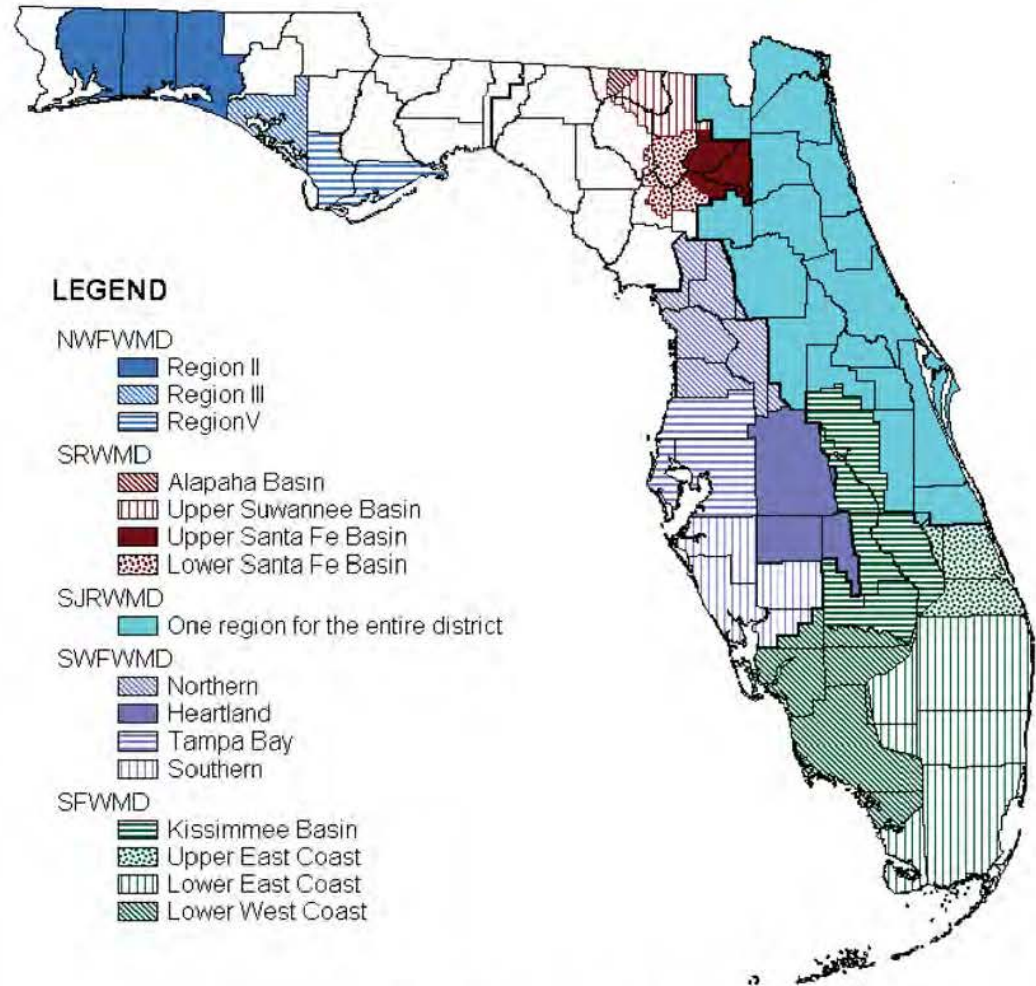 LEGEND
NWFWMD
Region II
Region III
RegionV
SRWMD
Alapaha Basin
Upper Suwannee Basin
Upper Santa Fe Basin
Lower Santa Fe Basin
SJRWMD
One region for the entire district
SWFWMD
Northern
Heartland
Tampa Bay
Southern
SFWMD
Kissimmee Basin
Upper East Coast
Lower East Coast
Lower West Coast